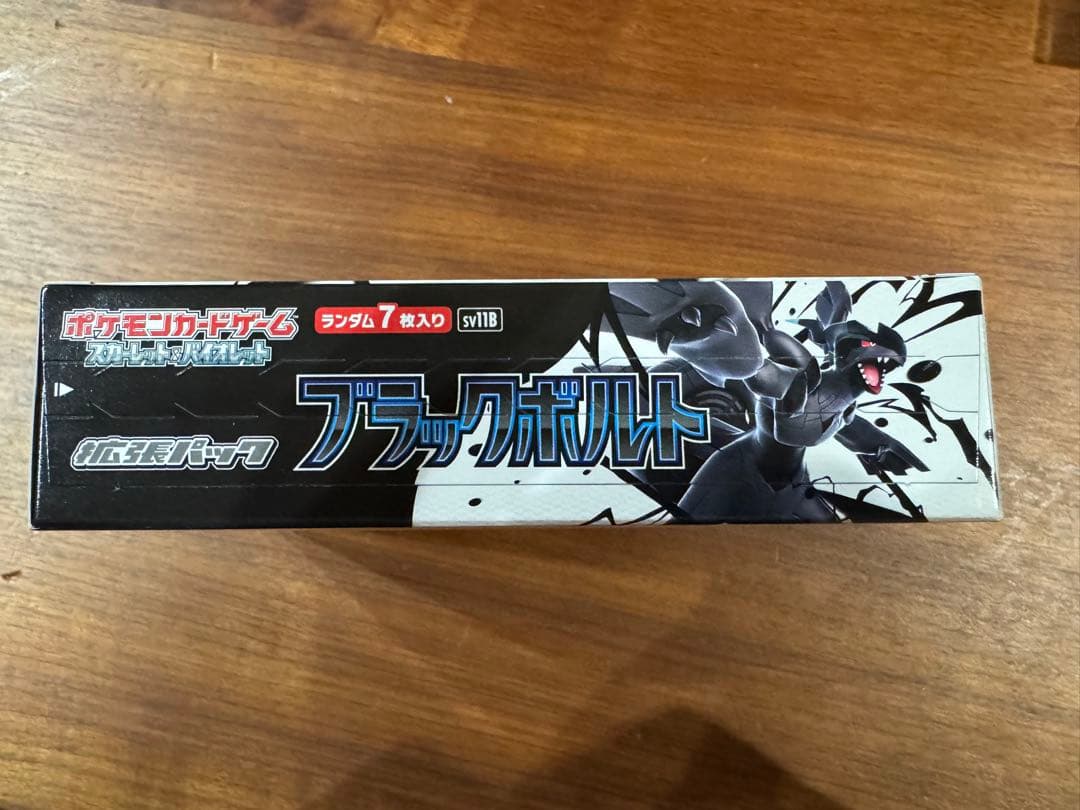 ポケモンカードゲーム
スカーレット&バイオレット
ランダム7枚入り
sv11B
拡張パック
ブラックボルト